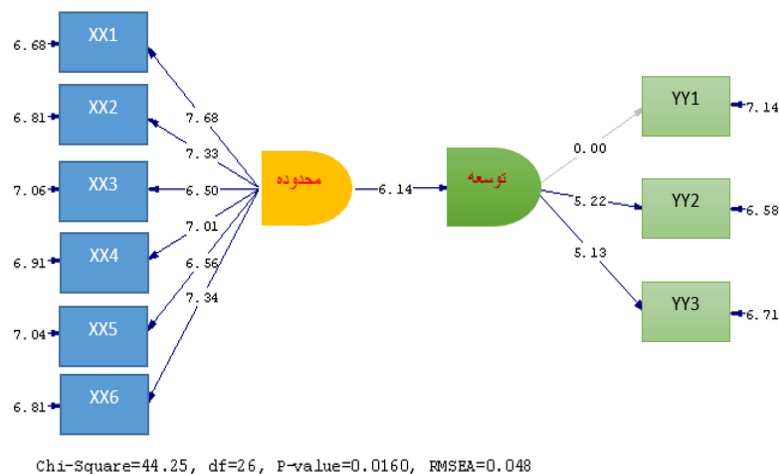 XX1
6.68
XX2
6.81
XX3
7.06
XX4
6.91
XX5
7.04
XX6
6.81
7.68
7.33
6.50
7.01
6.56
7.34
محدوده
6.14
توسعه
0.00
5.22
5.13
YY1
7.14
YY2
6.58
YY3
6.71
Chi-Square=44.25, df=26, P-value=0.0160, RMSEA=0.048